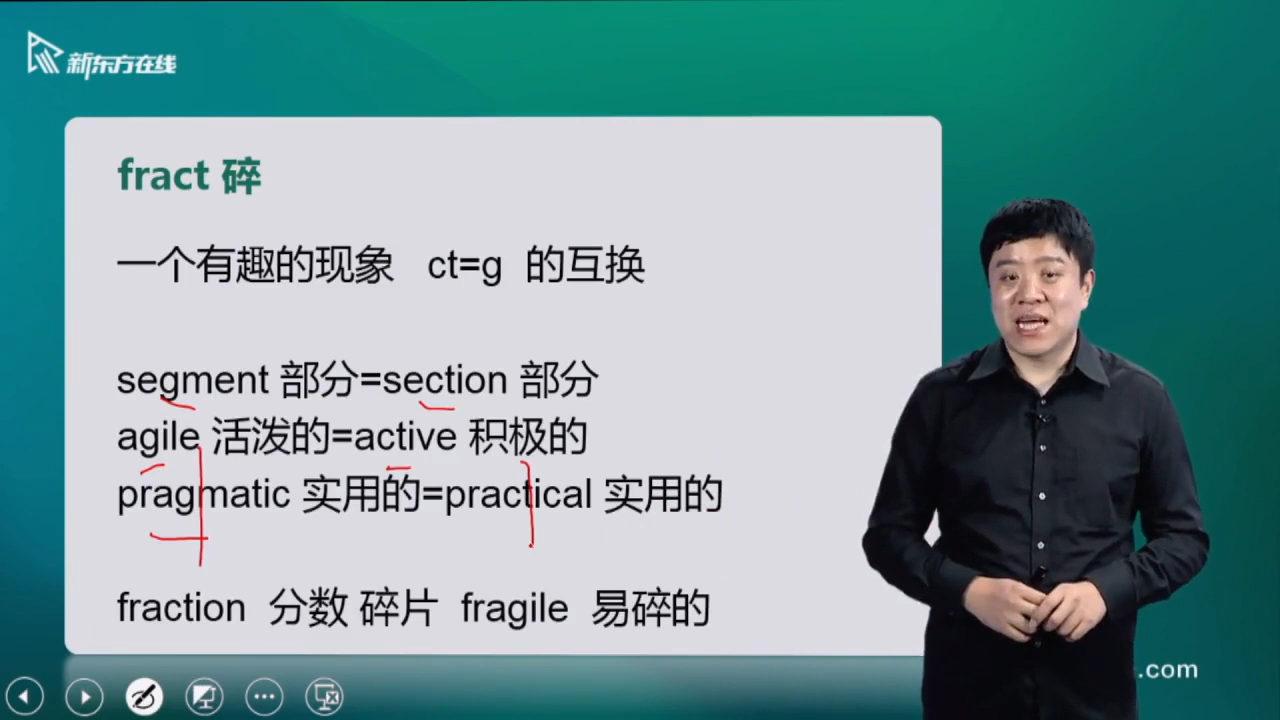 新东方在线
fract 碎
一个有趣的现象 ct=g 的互换
segment 部分=section 部分
agile 活泼的=active 积极的
pragmatic 实用的=practical 实用的
fraction 分数 碎片 fragile 易碎的
.com